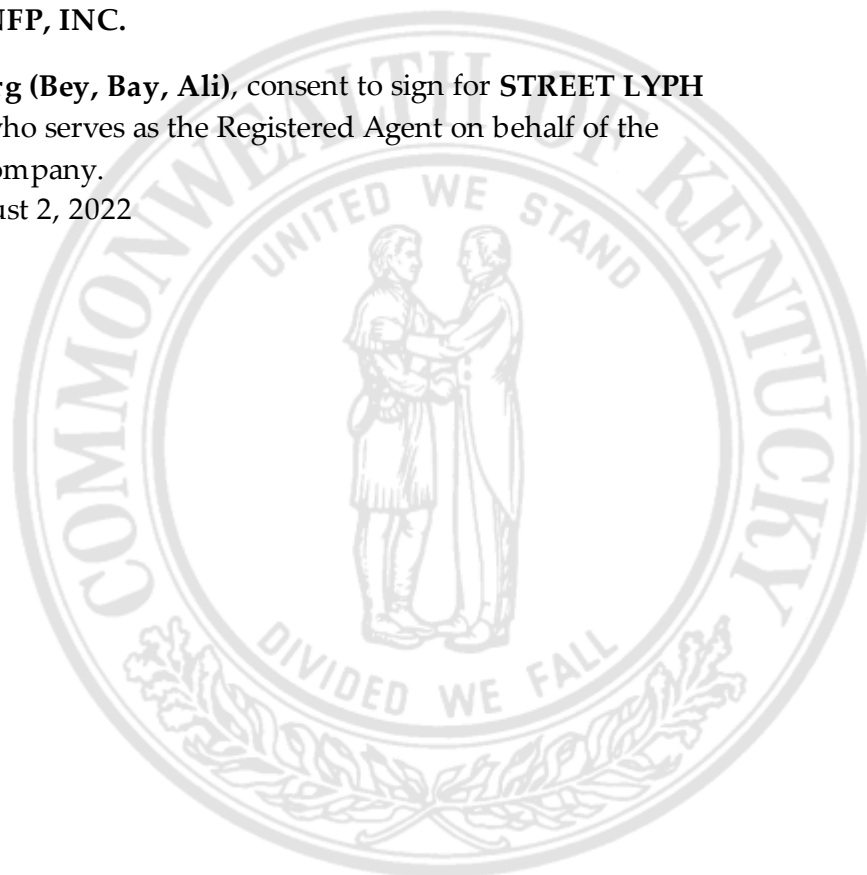 NFP, INC.
rg (Bey, Bay, Ali), consent to sign for STREET LYPH
who serves as the Registered Agent on behalf of the
ompany.
ust 2, 2022
COMMONWEALTH OF KENTUCKY
UNITED WE STAND
DIVIDED WE FALL